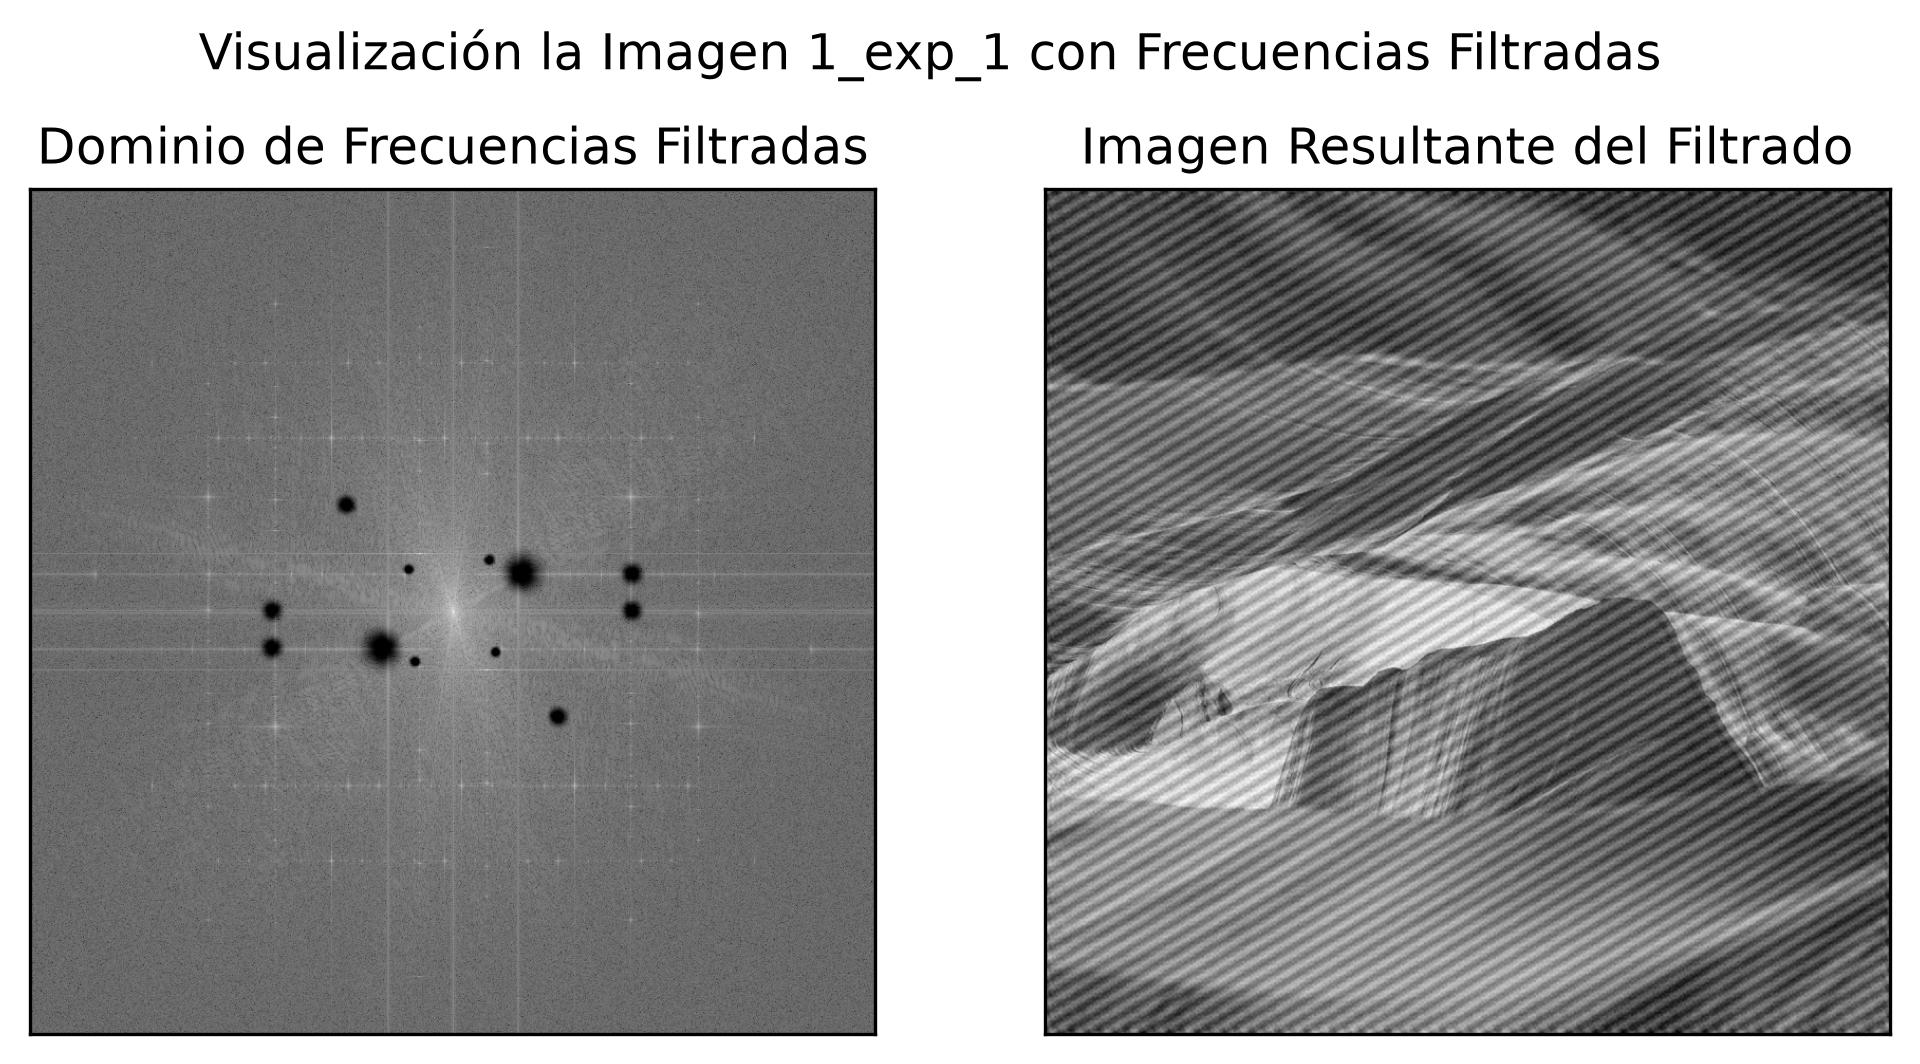 Visualización la Imagen 1_exp_1 con Frecuencias Filtradas
Dominio de Frecuencias Filtradas
Imagen Resultante del Filtrado